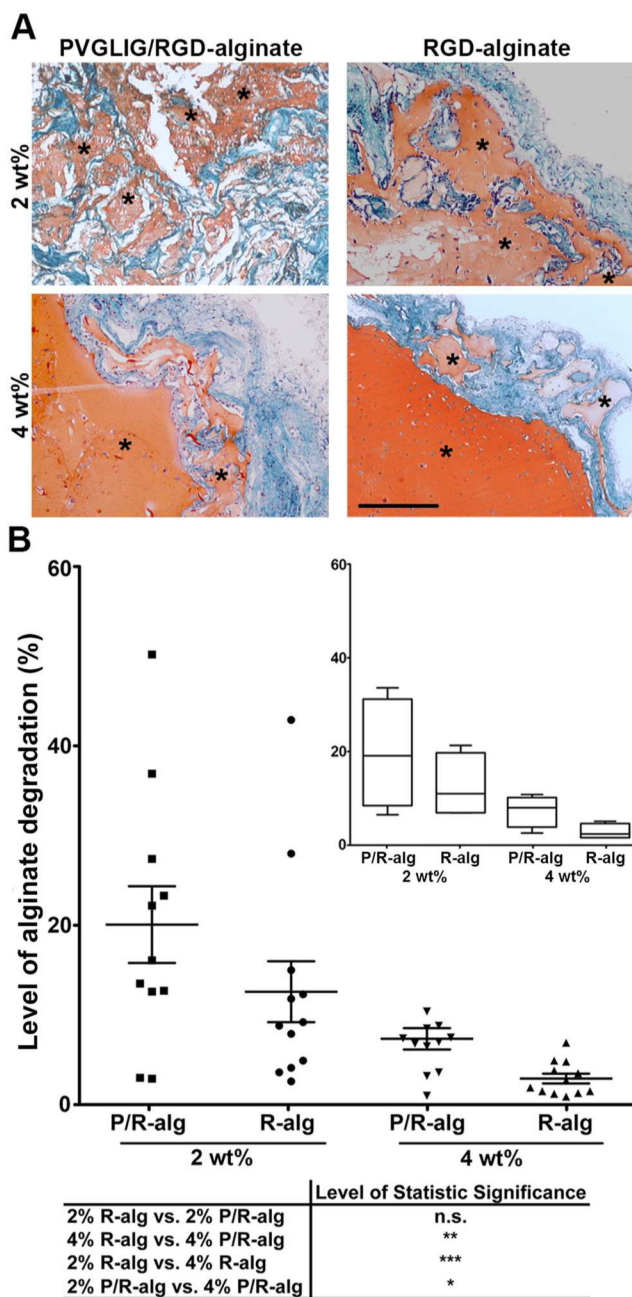 A
PVGLIG/RGD-alginate RGD-alginate
2 wt%
* * * * * * *
4 wt%
* * * *
B
Level of alginate degradation (%)
60
40
20
0
P/R-alg R-alg P/R-alg R-alg
2 wt% 4 wt%
60
40
20
0
P/R-alg R-alg P/R-alg R-alg
2 wt% 4 wt%
Level of Statistic Significance
2% R-alg vs. 2% P/R-alg n.s.
4% R-alg vs. 4% P/R-alg **
2% R-alg vs. 4% R-alg ***
2% P/R-alg vs. 4% P/R-alg *